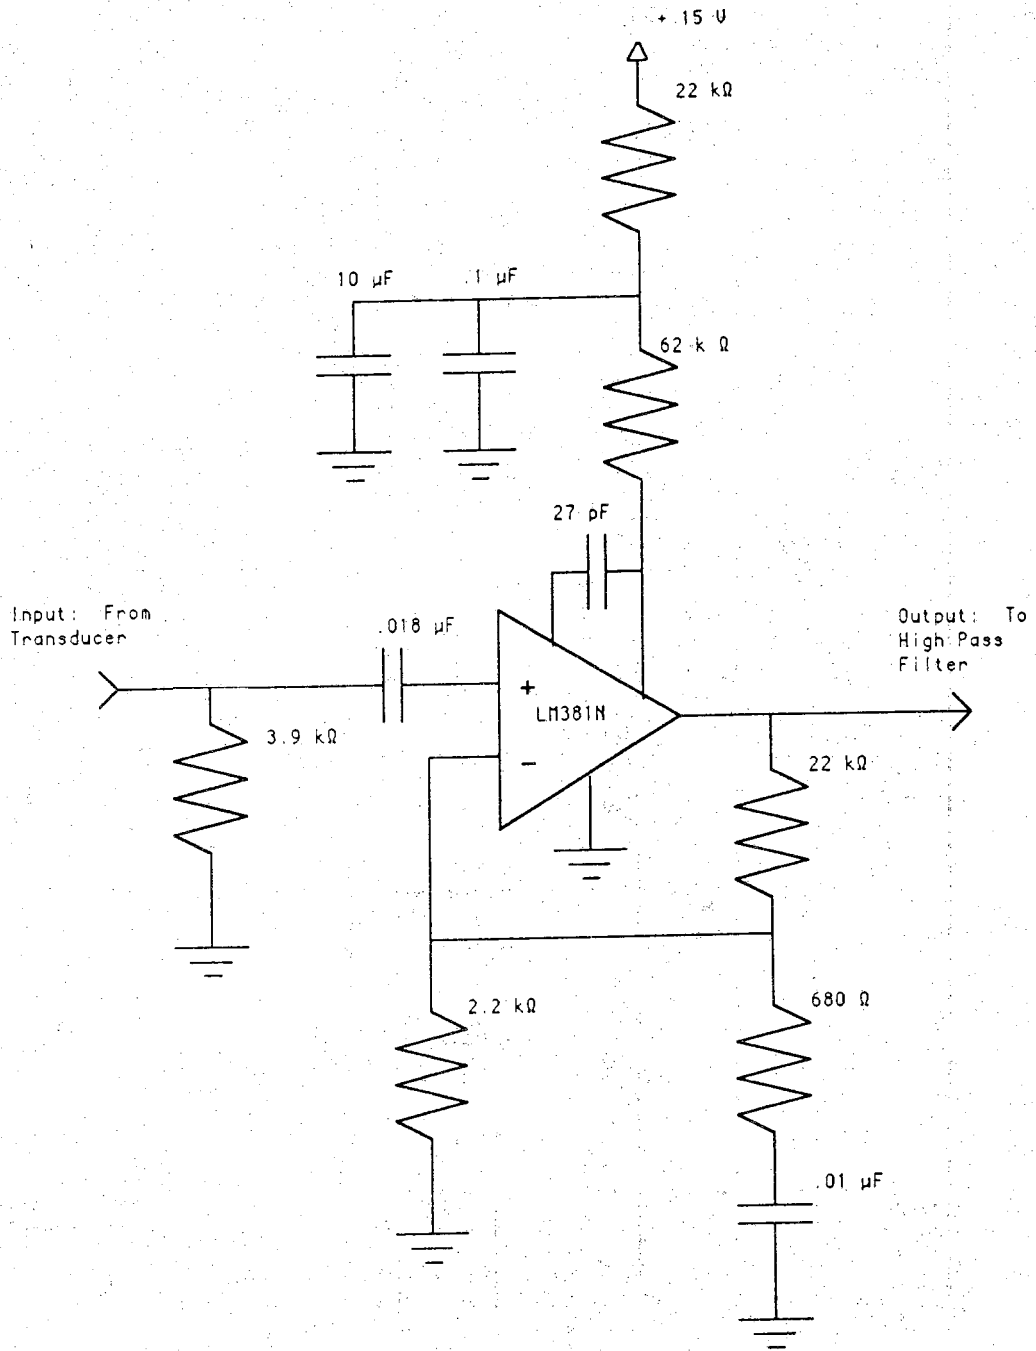 + 15 V
22 kΩ
10 µF
.1 µF
62 k Ω
27 pF
Input: From
Transducer
.018 µF
Output: To
High Pass
Filter
+
LM381N
3.9 kΩ
−
22 kΩ
2.2 kΩ
680 Ω
.01 µF